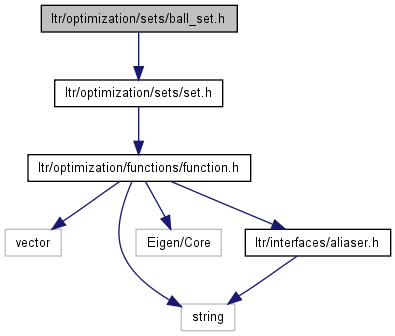 ltr/optimization/sets/ball_set.h
ltr/optimization/sets/set.h
ltr/optimization/functions/function.h
vector
Eigen/Core
ltr/interfaces/aliaser.h
string